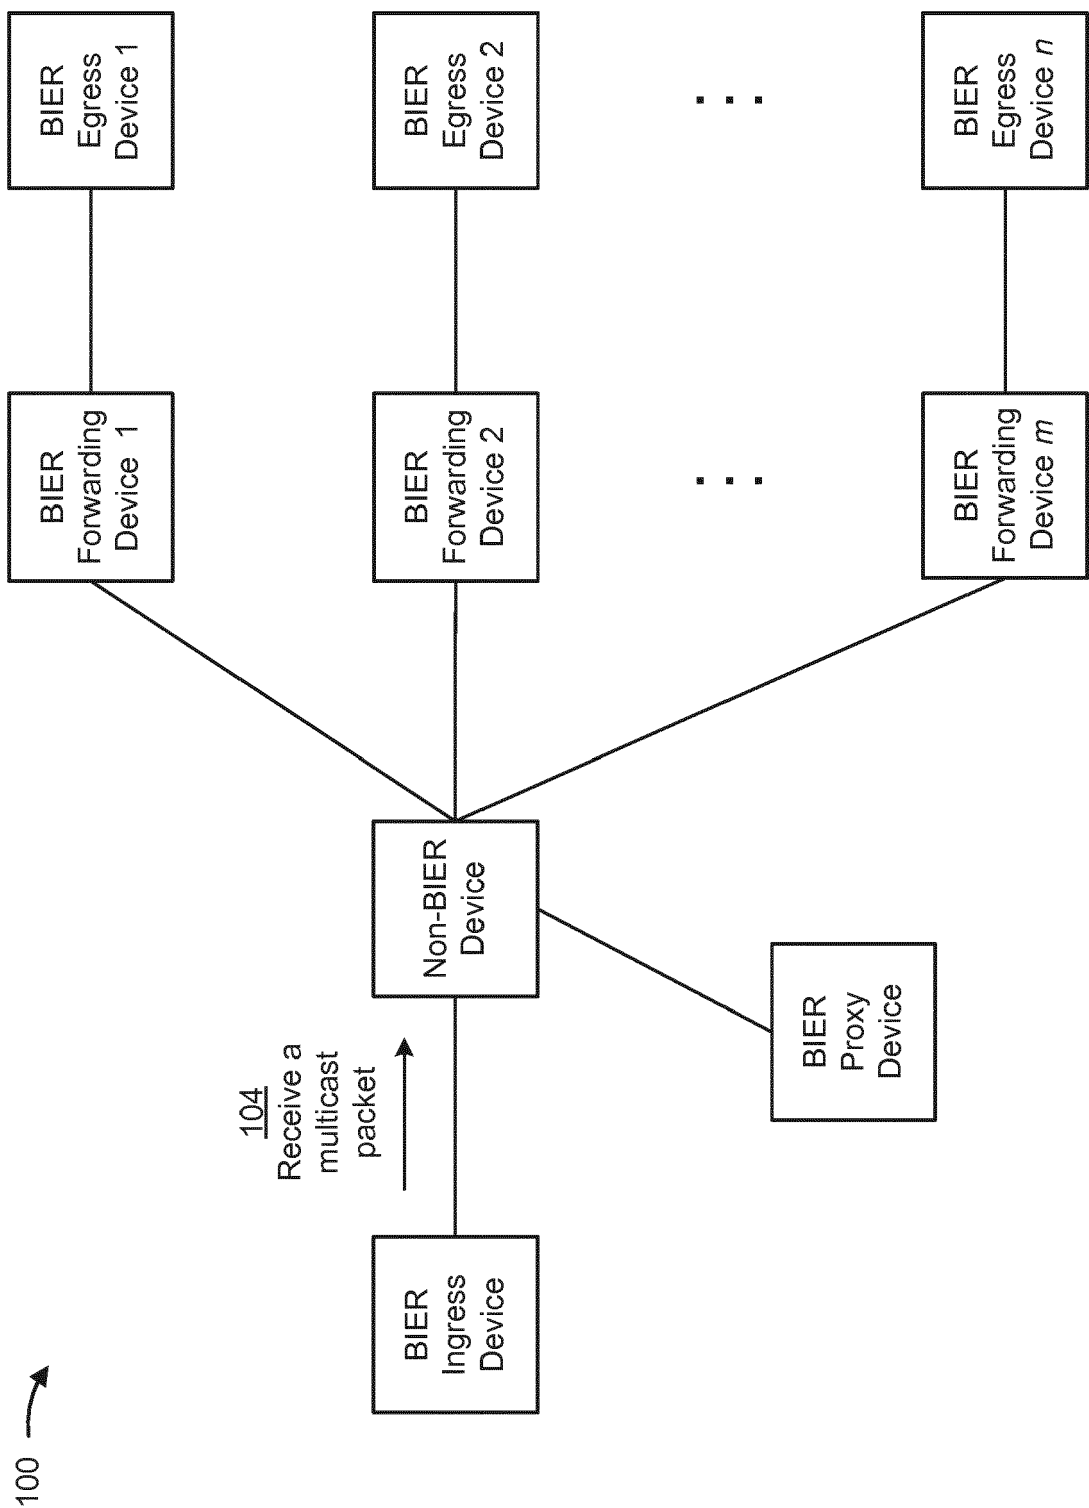 100
BIER
Ingress
Device
104
Receive a
multicast
packet
Non-BIER
Device
BIER
Proxy
Device
BIER
Forwarding
Device 1
BIER
Forwarding
Device 2
. . .
BIER
Forwarding
Device m
BIER
Egress
Device 1
BIER
Egress
Device 2
. . .
BIER
Egress
Device n